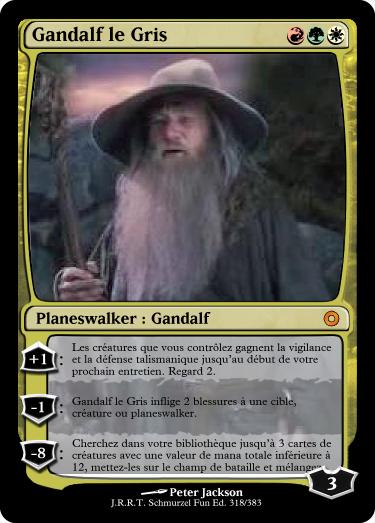 Gandalf le Gris
Planeswalker : Gandalf
+1 : Les créatures que vous contrôlez gagnent la vigilance
et la défense talismanique jusqu'au début de votre
prochain entretien. Regard 2.
-1 : Gandalf le Gris inflige 2 blessures à une cible,
créature ou planeswalker.
-8 : Cherchez dans votre bibliothèque jusqu'à 3 cartes de
créatures avec une valeur de mana totale inférieure à
12, mettez-les sur le champ de bataille et mélangez
3
Peter Jackson
J.R.R.T. Schmurzel Fun Ed. 318/383